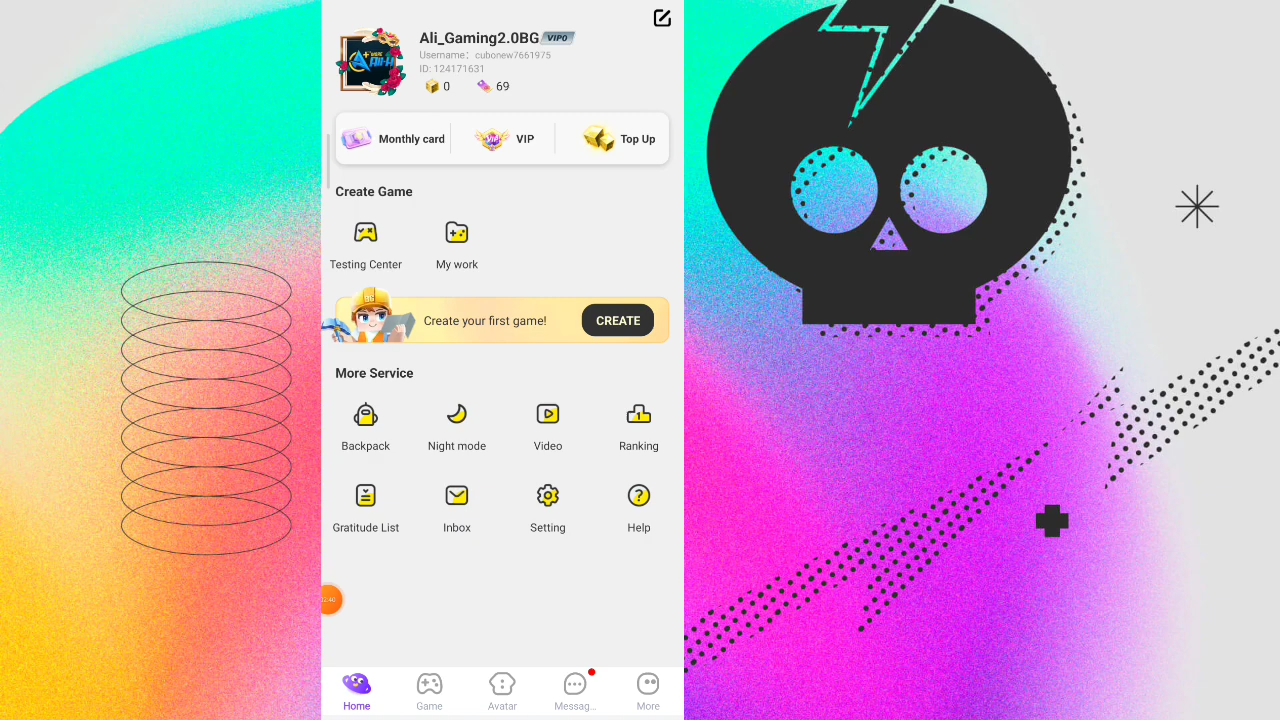 Ali_Gaming2.0BG VIP0
Username： cubonew7661975
ID: 124171631
0 69
Monthly card VIP Top Up
Create Game
Testing Center My work
BG
Create your first game! CREATE
More Service
1
Backpack Night mode Video Ranking
Gratitude List Inbox Setting Help
Home Game Avatar Messag... More